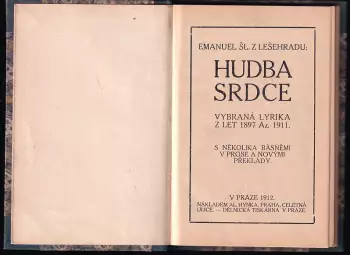 EMANUEL ŠL. Z LEŠEHRADU:
HUDBA
SRDCE
VYBRANÁ LYRIKA
Z LET 1897 AŽ 1911.
S NĚKOLIKA BÁSNĚMI
V PROSE A NOVÝMI
PŘEKLADY.
V PRAZE 1912.
NÁKLADEM AL. HYNKA, PRAHA, CELETNÁ
ULICE. — DĚLNICKÁ TISKÁRNA V PRAZE.